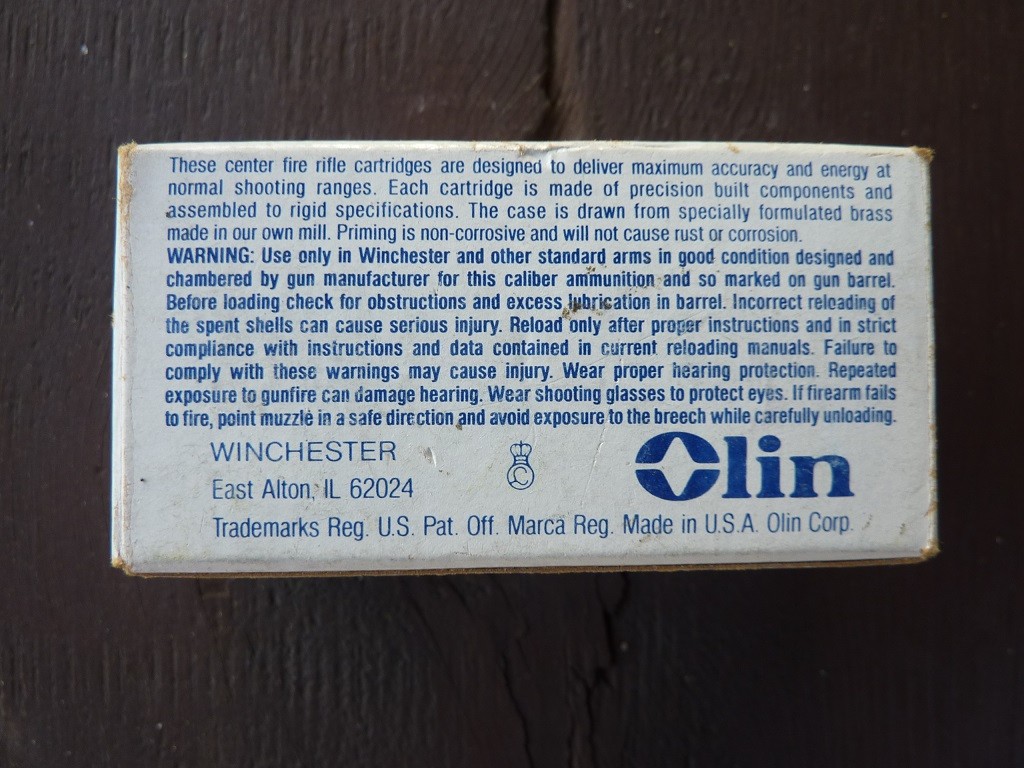 These center fire rifle cartridges are designed to deliver maximum accuracy and energy at
normal shooting ranges. Each cartridge is made of precision built components and
assembled to rigid specifications. The case is drawn from specially formulated brass
made in our own mill. Priming is non-corrosive and will not cause rust or corrosion.
WARNING: Use only in Winchester and other standard arms in good condition designed and
chambered by gun manufacturer for this caliber ammunition and so marked on gun barrel.
Before loading check for obstructions and excess lubrication in barrel. Incorrect reloading of
the spent shells can cause serious injury. Reload only after proper instructions and in strict
compliance with instructions and data contained in current reloading manuals. Failure to
comply with these warnings may cause injury. Wear proper hearing protection. Repeated
exposure to gunfire can damage hearing. Wear shooting glasses to protect eyes. If firearm fails
to fire, point muzzle in a safe direction and avoid exposure to the breech while carefully unloading.
WINCHESTER
East Alton, IL 62024
LC
Olin
Trademarks Reg. U.S. Pat. Off. Marca Reg. Made in U.S.A. Olin Corp.